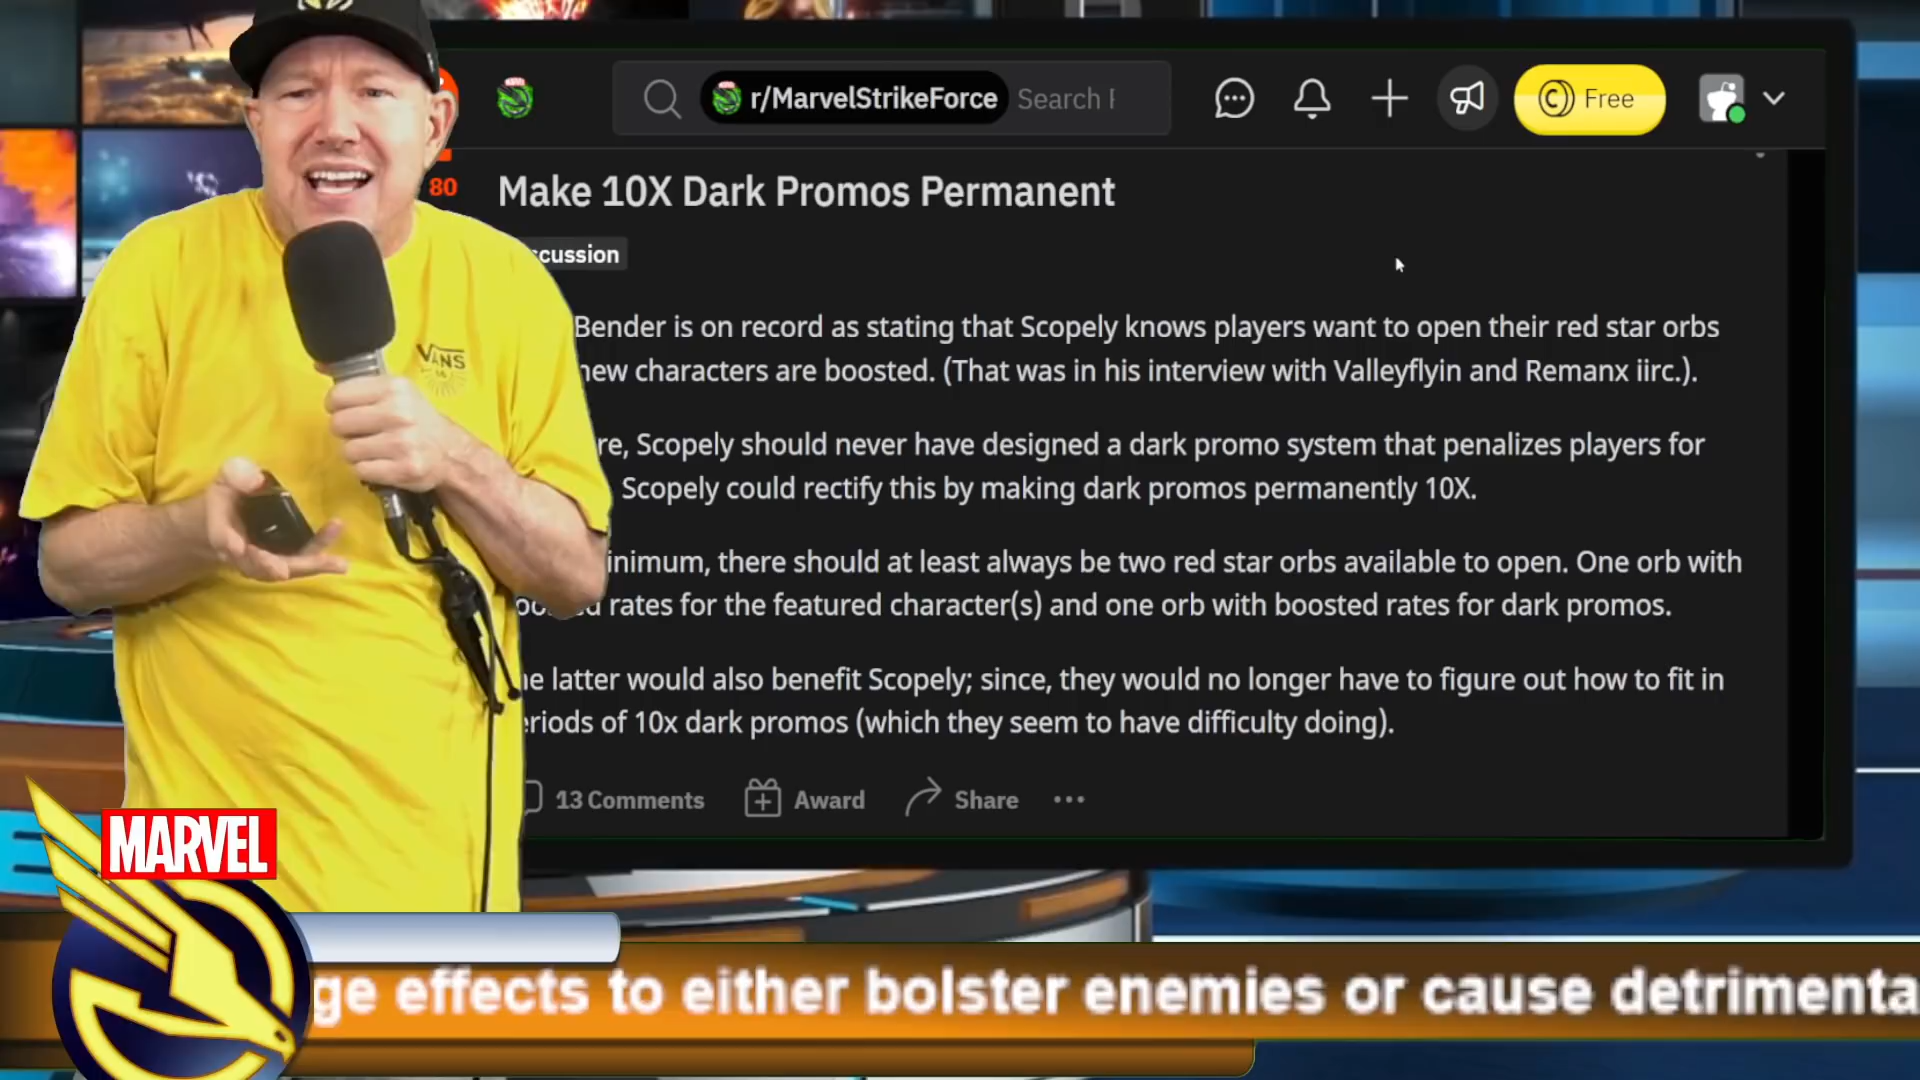 r/MarvelStrikeForce
Search
Free
80
Make 10X Dark Promos Permanent
Bender is on record as stating that Scopely knows players want to open their red star orbs
new characters are boosted. (That was in his interview with Valleyflyin and Remanx iirc.).
re, Scopely should never have designed a dark promo system that penalizes players for
Scopely could rectify this by making dark promos permanently 10X.
inimum, there should at least always be two red star orbs available to open. One orb with
rates for the featured character(s) and one orb with boosted rates for dark promos.
he latter would also benefit Scopely; since, they would no longer have to figure out how to fit in
eriods of 10x dark promos (which they seem to have difficulty doing).
13 Comments
Award
Share
VANS
MARVEL
ge effects to either bolster enemies or cause detrimenta